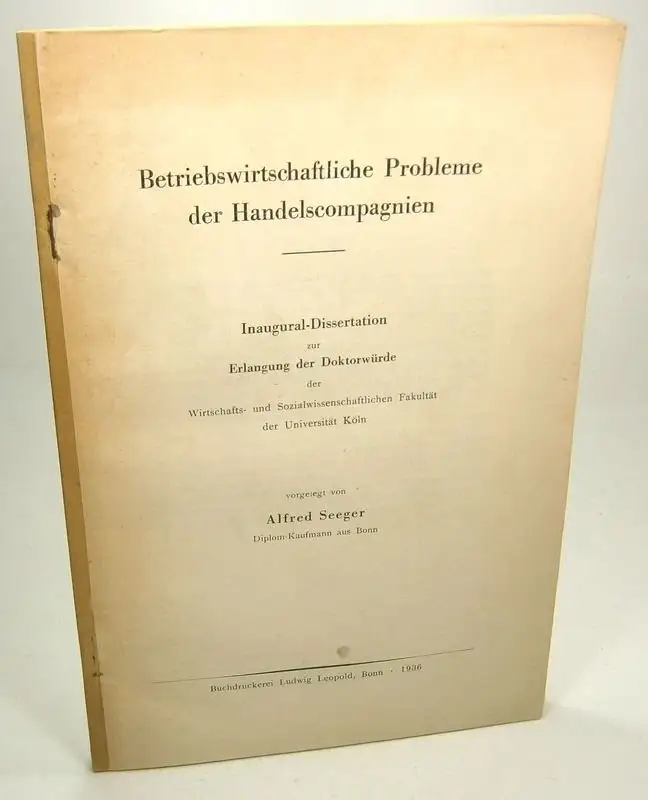 Betriebswirtschaftliche Probleme
der Handelscompagnien
Inaugural-Dissertation
zur
Erlangung der Doktorwürde
der
Wirtschafts- und Sozialwissenschaftlichen Fakultät
der Universität Köln
vorgelegt von
Alfred Seeger
Diplom-Kaufmann aus Bonn
Buchdruckerei Ludwig Leopold, Bonn · 1936